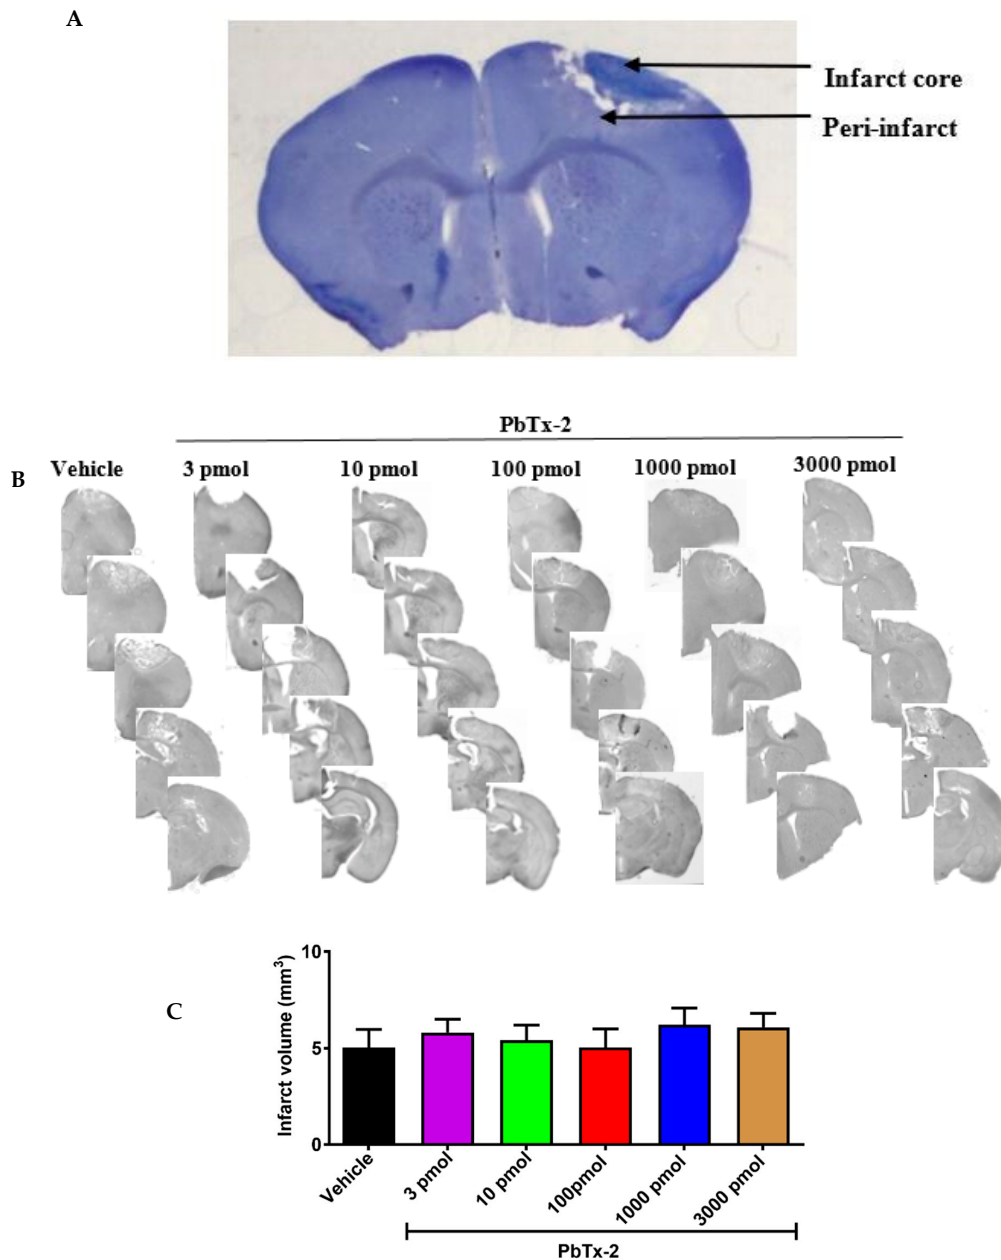 A
Infarct core
Peri-infarct
PbTx-2
B
Vehicle
3 pmol
10 pmol
100 pmol
1000 pmol
3000 pmol
C
Infarct volume (mm³)
10
5
0
Vehicle
3 pmol
10 pmol
100pmol
1000 pmol
3000 pmol
PbTx-2